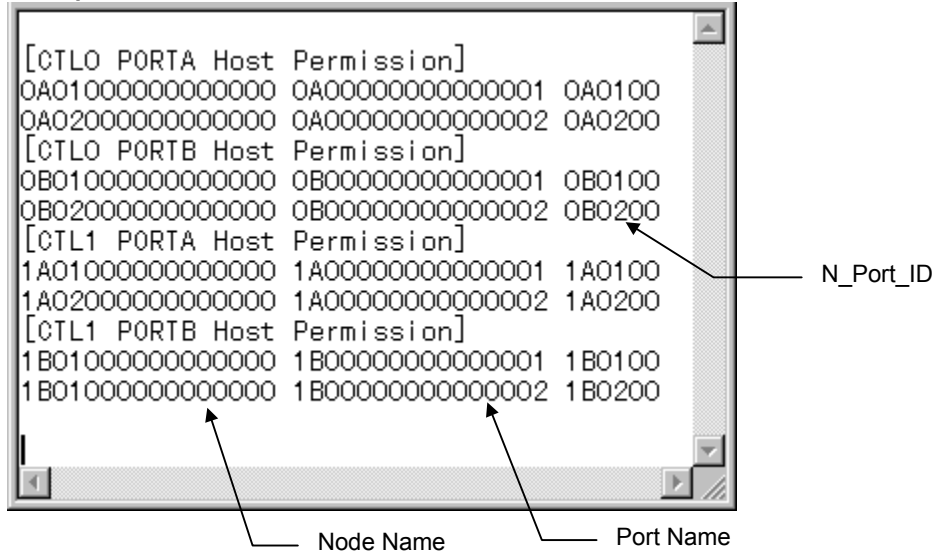 [CTL0 PORTA Host Permission]
0A01000000000000 0A00000000000001 0A0100
0A02000000000000 0A00000000000002 0A0200
[CTL0 PORTB Host Permission]
0B01000000000000 0B00000000000001 0B0100
0B02000000000000 0B00000000000002 0B0200
[CTL1 PORTA Host Permission]
1A01000000000000 1A00000000000001 1A0100
1A02000000000000 1A00000000000002 1A0200
[CTL1 PORTB Host Permission]
1B01000000000000 1B00000000000001 1B0100
1B01000000000000 1B00000000000002 1B0200
N_Port_ID
Node Name
Port Name